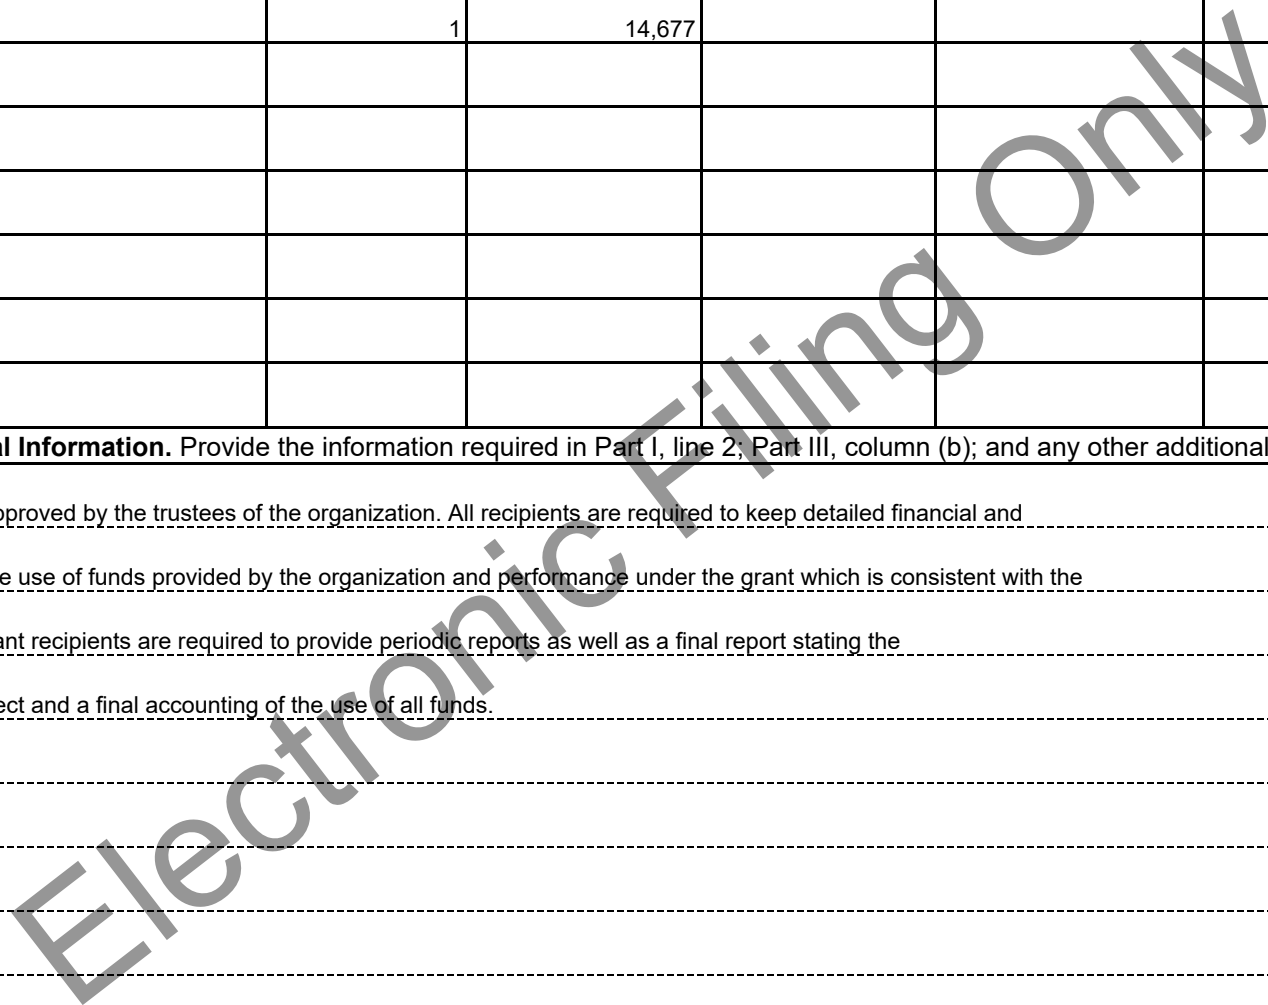 1 14,677
al Information. Provide the information required in Part I, line 2; Part III, column (b); and any other additional
pproved by the trustees of the organization. All recipients are required to keep detailed financial and
e use of funds provided by the organization and performance under the grant which is consistent with the
ant recipients are required to provide periodic reports as well as a final report stating the
ect and a final accounting of the use of all funds.
Electronic Filing Only